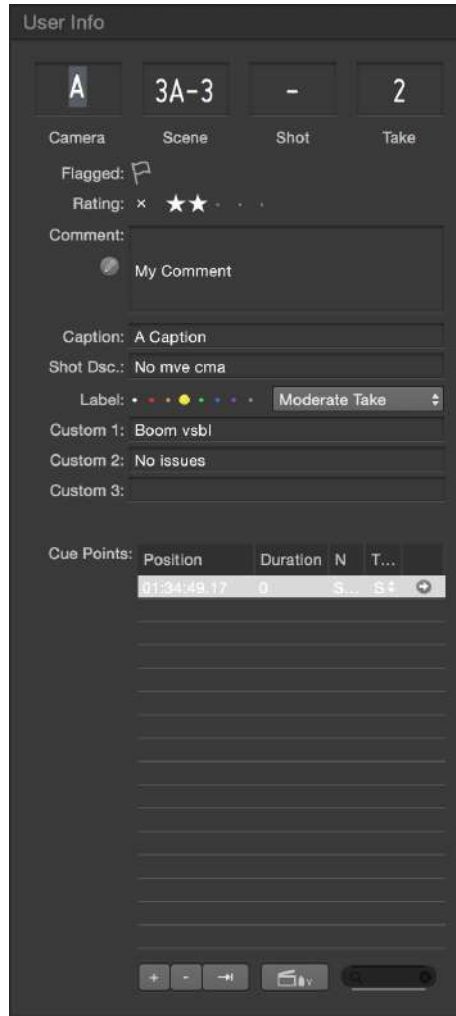 User Info
A 3A-3 - 2
Camera Scene Shot Take
Flagged:
Rating: ×
Comment:
My Comment
Caption: A Caption
Shot Dsc.: No mve cma
Label: Moderate Take
Custom 1: Boom vsbl
Custom 2: No issues
Custom 3:
Cue Points: Position Duration N T...
01:34:49.17 0 S... S
+ -